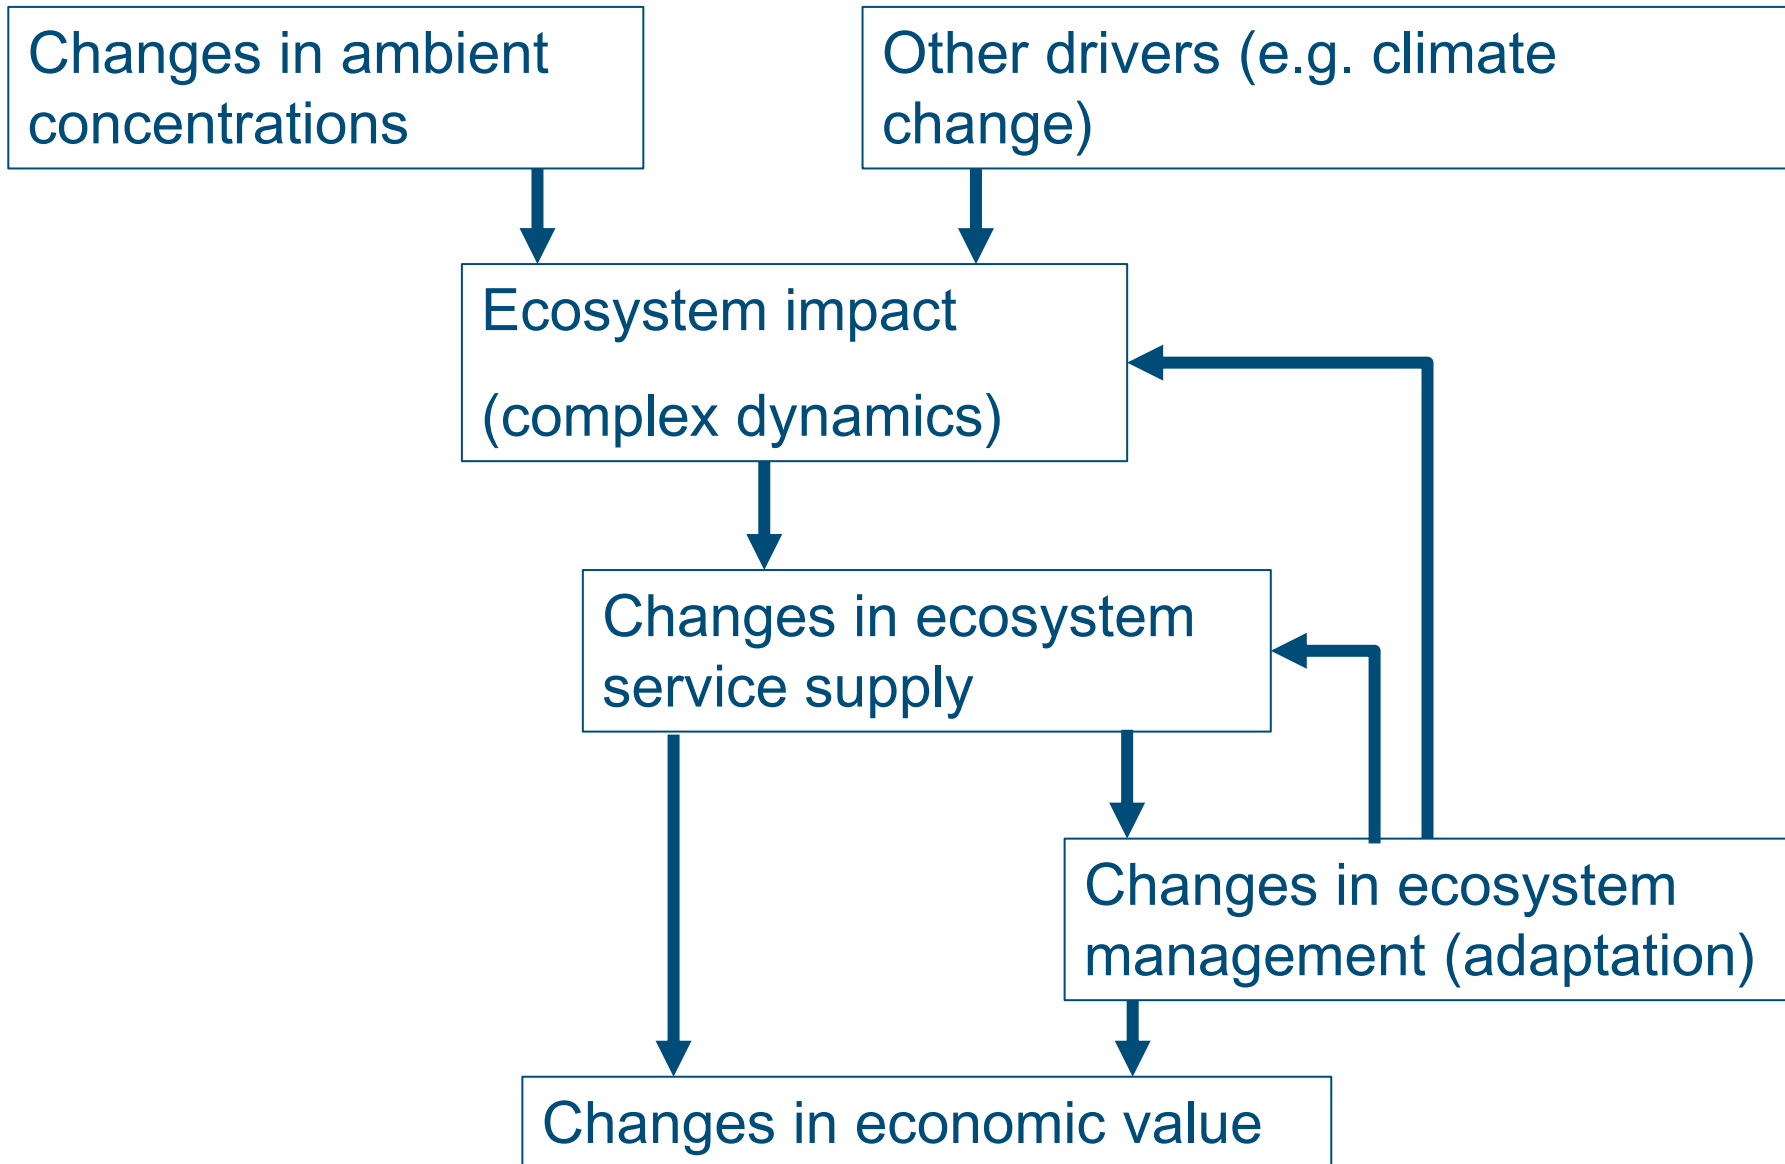 Changes in ambient
concentrations
Other drivers (e.g. climate
change)
Ecosystem impact
(complex dynamics)
Changes in ecosystem
service supply
Changes in ecosystem
management (adaptation)
Changes in economic value